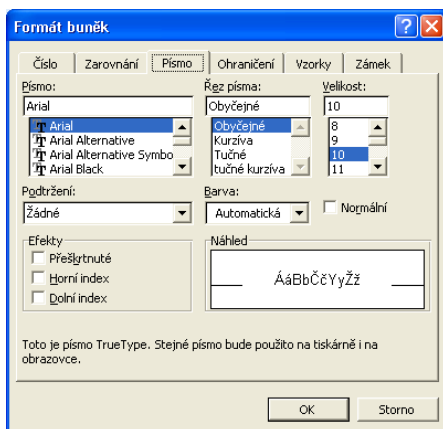 Formát buněk
Číslo Zarovnání Písmo Ohraničení Vzorky Zámek
Písmo: Řez písma: Velikost:
Arial Obyčejné 10
Arial Obyčejné 8
Arial Alternative Kurzíva 9
Arial Alternative Symbo Tučné 10
Arial Black tučné kurzíva 11
Podtržení: Barva:
Žádné Automatická Normální
Efekty Náhled
Přeškrtnuté
Horní index ÁáBbČčYyŽž
Dolní index
Toto je písmo TrueType. Stejné písmo bude použito na tiskárně i na
obrazovce.
OK Storno